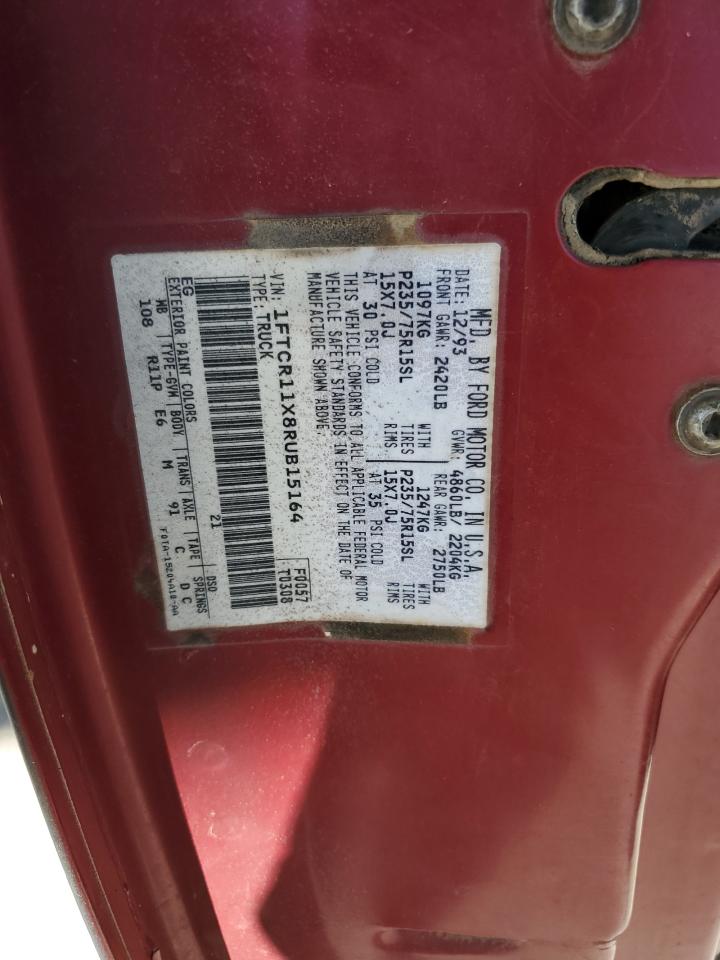 MFD. BY FORD MOTOR CO. IN U.S.A.
DATE: 12/93 GVWR: 4860LB/ 2204KG
FRONT GAWR: 2420LB REAR GAWR: 2750LB
1097KG WITH 1247KG WITH
P235/75R15SL TIRES P235/75R15SL TIRES
15X7.0J RIMS 15X7.0J RIMS
AT 30 PSI COLD AT 35 PSI COLD
THIS VEHICLE CONFORMS TO ALL APPLICABLE FEDERAL MOTOR
VEHICLE SAFETY STANDARDS IN EFFECT ON THE DATE OF
MANUFACTURE SHOWN ABOVE.
VIN: 1FTCR11X8RUB15164 F0057
TYPE: TRUCK T0308
EG 21 DSO
EXTERIOR PAINT COLORS
WB TYPE-GVM BODY TRANS AXLE TAPE SPRINGS
108 R11P E6 M 91 C D C
F0TA-15204A10-AA